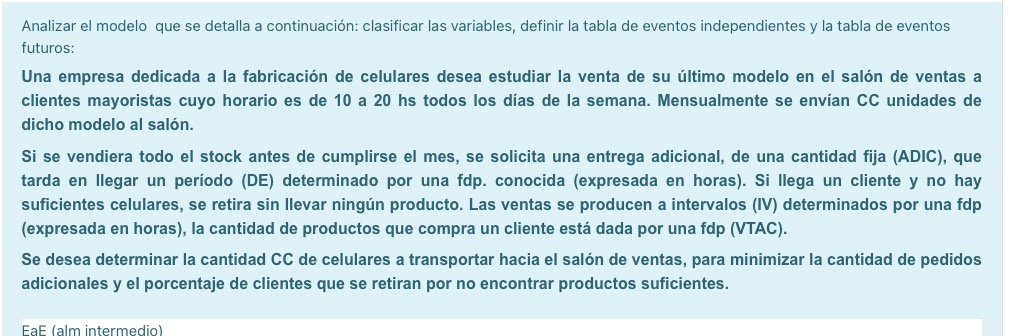 Analizar el modelo que se detalla a continuación: clasificar las variables, definir la tabla de eventos independientes y la tabla de eventos
futuros:
Una empresa dedicada a la fabricación de celulares desea estudiar la venta de su último modelo en el salón de ventas a
clientes mayoristas cuyo horario es de 10 a 20 hs todos los días de la semana. Mensualmente se envían CC unidades de
dicho modelo al salón.
Si se vendiera todo el stock antes de cumplirse el mes, se solicita una entrega adicional, de una cantidad fija (ADIC), que
tarda en llegar un período (DE) determinado por una fdp. conocida (expresada en horas). Si llega un cliente y no hay
suficientes celulares, se retira sin llevar ningún producto. Las ventas se producen a intervalos (IV) determinados por una fdp
(expresada en horas), la cantidad de productos que compra un cliente está dada por una fdp (VTAC).
Se desea determinar la cantidad CC de celulares a transportar hacia el salón de ventas, para minimizar la cantidad de pedidos
adicionales y el porcentaje de clientes que se retiran por no encontrar productos suficientes.
EaE (alm intermedio)